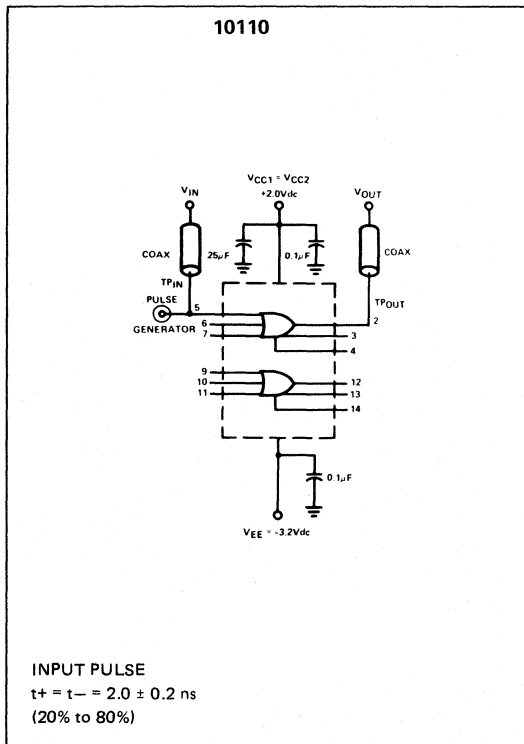 10110
VCC1 = VCC2
+2.0Vdc
VIN
VOUT
COAX
25μF
0.1μF
COAX
TPIN
TPOUT
PULSE
GENERATOR
5
6
7
2
3
4
9
10
11
12
13
14
0.1μF
VEE = -3.2Vdc
INPUT PULSE
t+ = t− = 2.0 ± 0.2 ns
(20% to 80%)